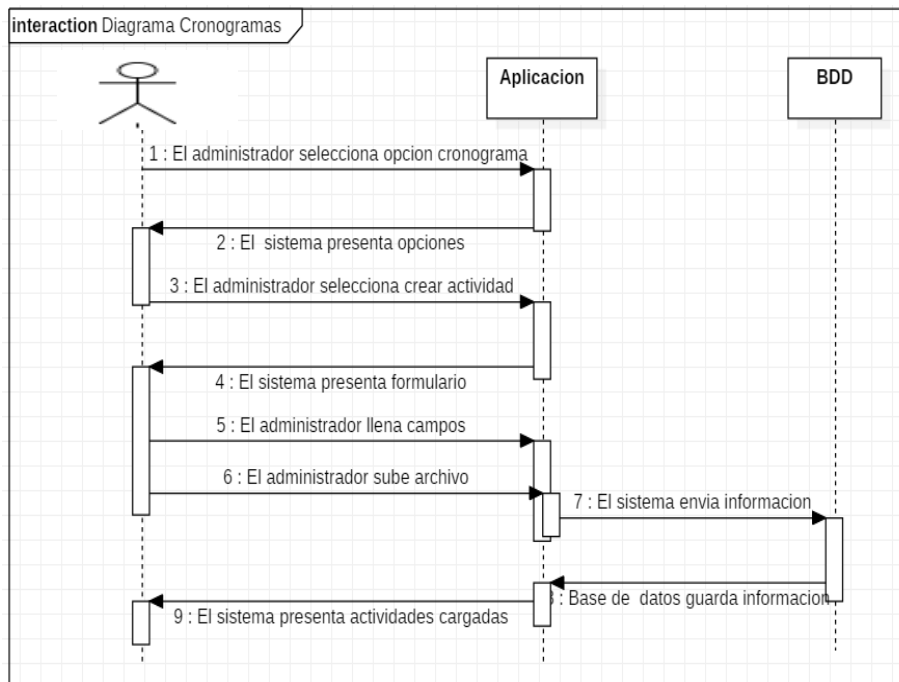 interaction Diagrama Cronogramas
Aplicacion
BDD
1 : El administrador selecciona opcion cronograma
2 : El sistema presenta opciones
3 : El administrador selecciona crear actividad
4 : El sistema presenta formulario
5 : El administrador llena campos
6 : El administrador sube archivo
7 : El sistema envia informacion
8 : Base de datos guarda informacion
9 : El sistema presenta actividades cargadas